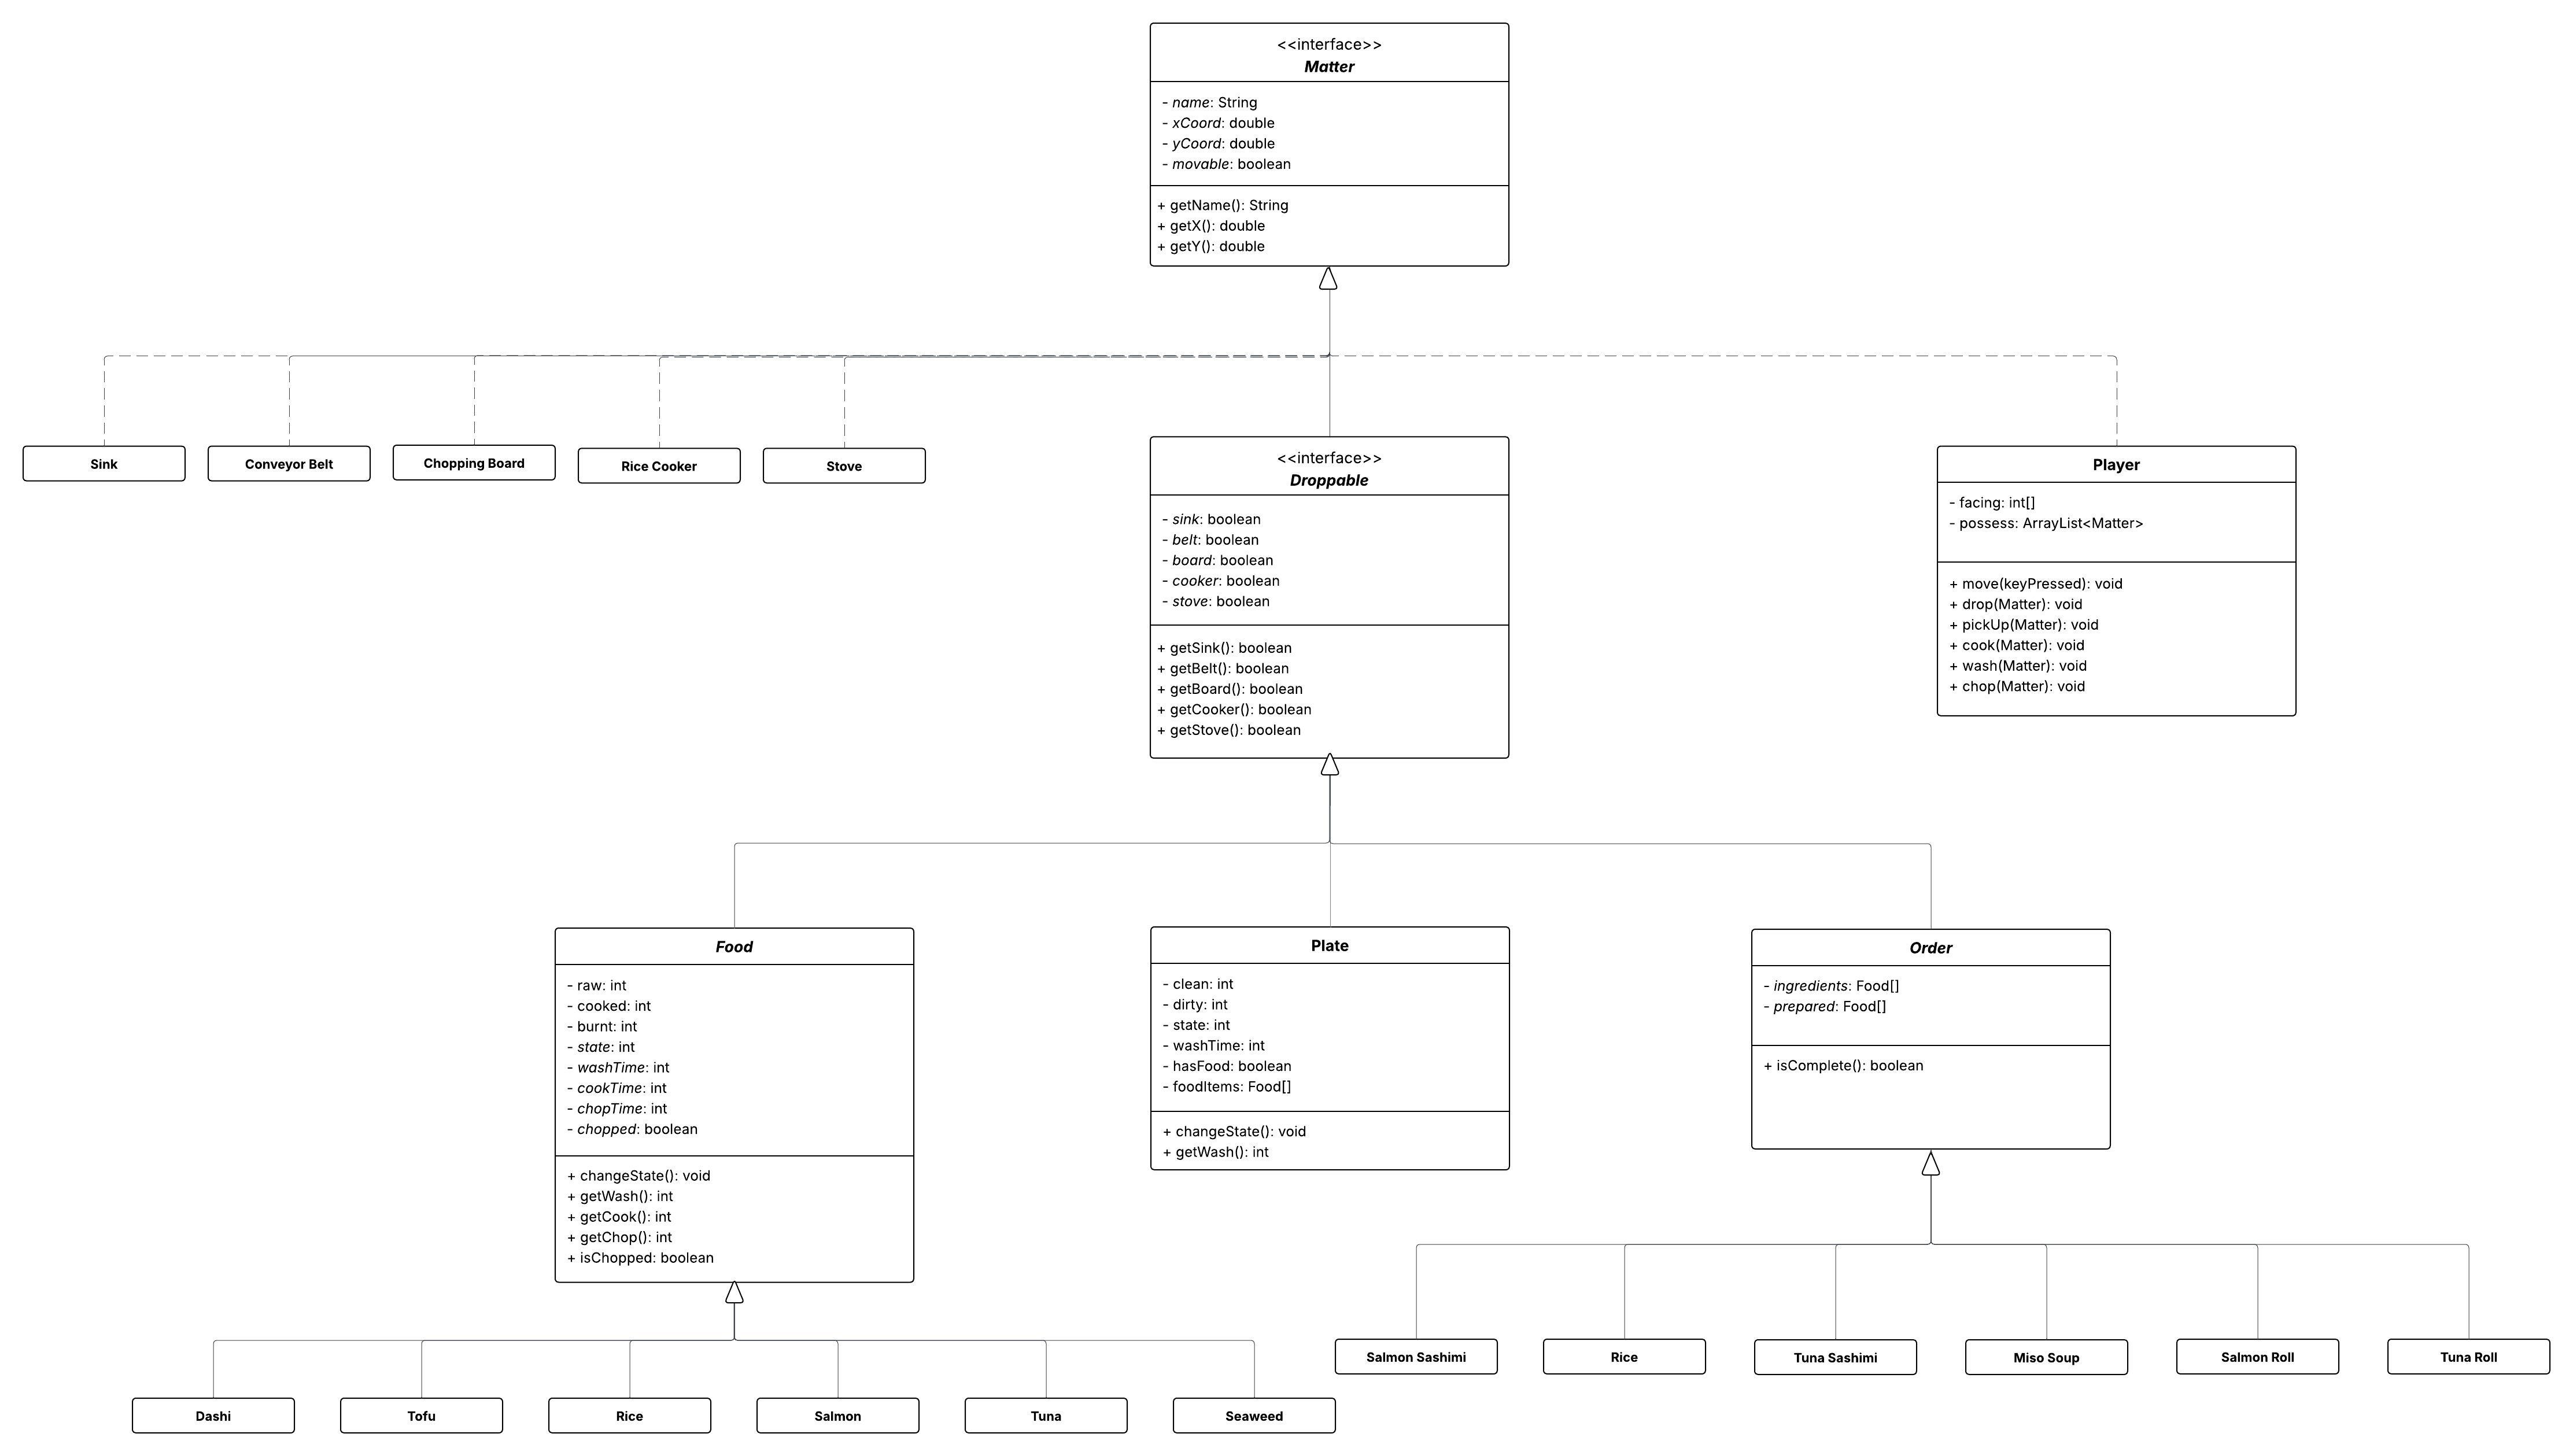 <<interface>>
Matter
- name: String
- xCoord: double
- yCoord: double
- movable: boolean
+ getName(): String
+ getX(): double
+ getY(): double
Sink
Conveyor Belt
Chopping Board
Rice Cooker
Stove
<<interface>>
Droppable
- sink: boolean
- belt: boolean
- board: boolean
- cooker: boolean
- stove: boolean
+ getSink(): boolean
+ getBelt(): boolean
+ getBoard(): boolean
+ getCooker(): boolean
+ getStove(): boolean
Player
- facing: int[]
- possess: ArrayList<Matter>
+ move(keyPressed): void
+ drop(Matter): void
+ pickUp(Matter): void
+ cook(Matter): void
+ wash(Matter): void
+ chop(Matter): void
Food
- raw: int
- cooked: int
- burnt: int
- state: int
- washTime: int
- cookTime: int
- chopTime: int
- chopped: boolean
+ changeState(): void
+ getWash(): int
+ getCook(): int
+ getChop(): int
+ isChopped: boolean
Plate
- clean: int
- dirty: int
- state: int
- washTime: int
- hasFood: boolean
- foodItems: Food[]
+ changeState(): void
+ getWash(): int
Order
- ingredients: Food[]
- prepared: Food[]
+ isComplete(): boolean
Salmon Sashimi
Rice
Tuna Sashimi
Miso Soup
Salmon Roll
Tuna Roll
Dashi
Tofu
Rice
Salmon
Tuna
Seaweed